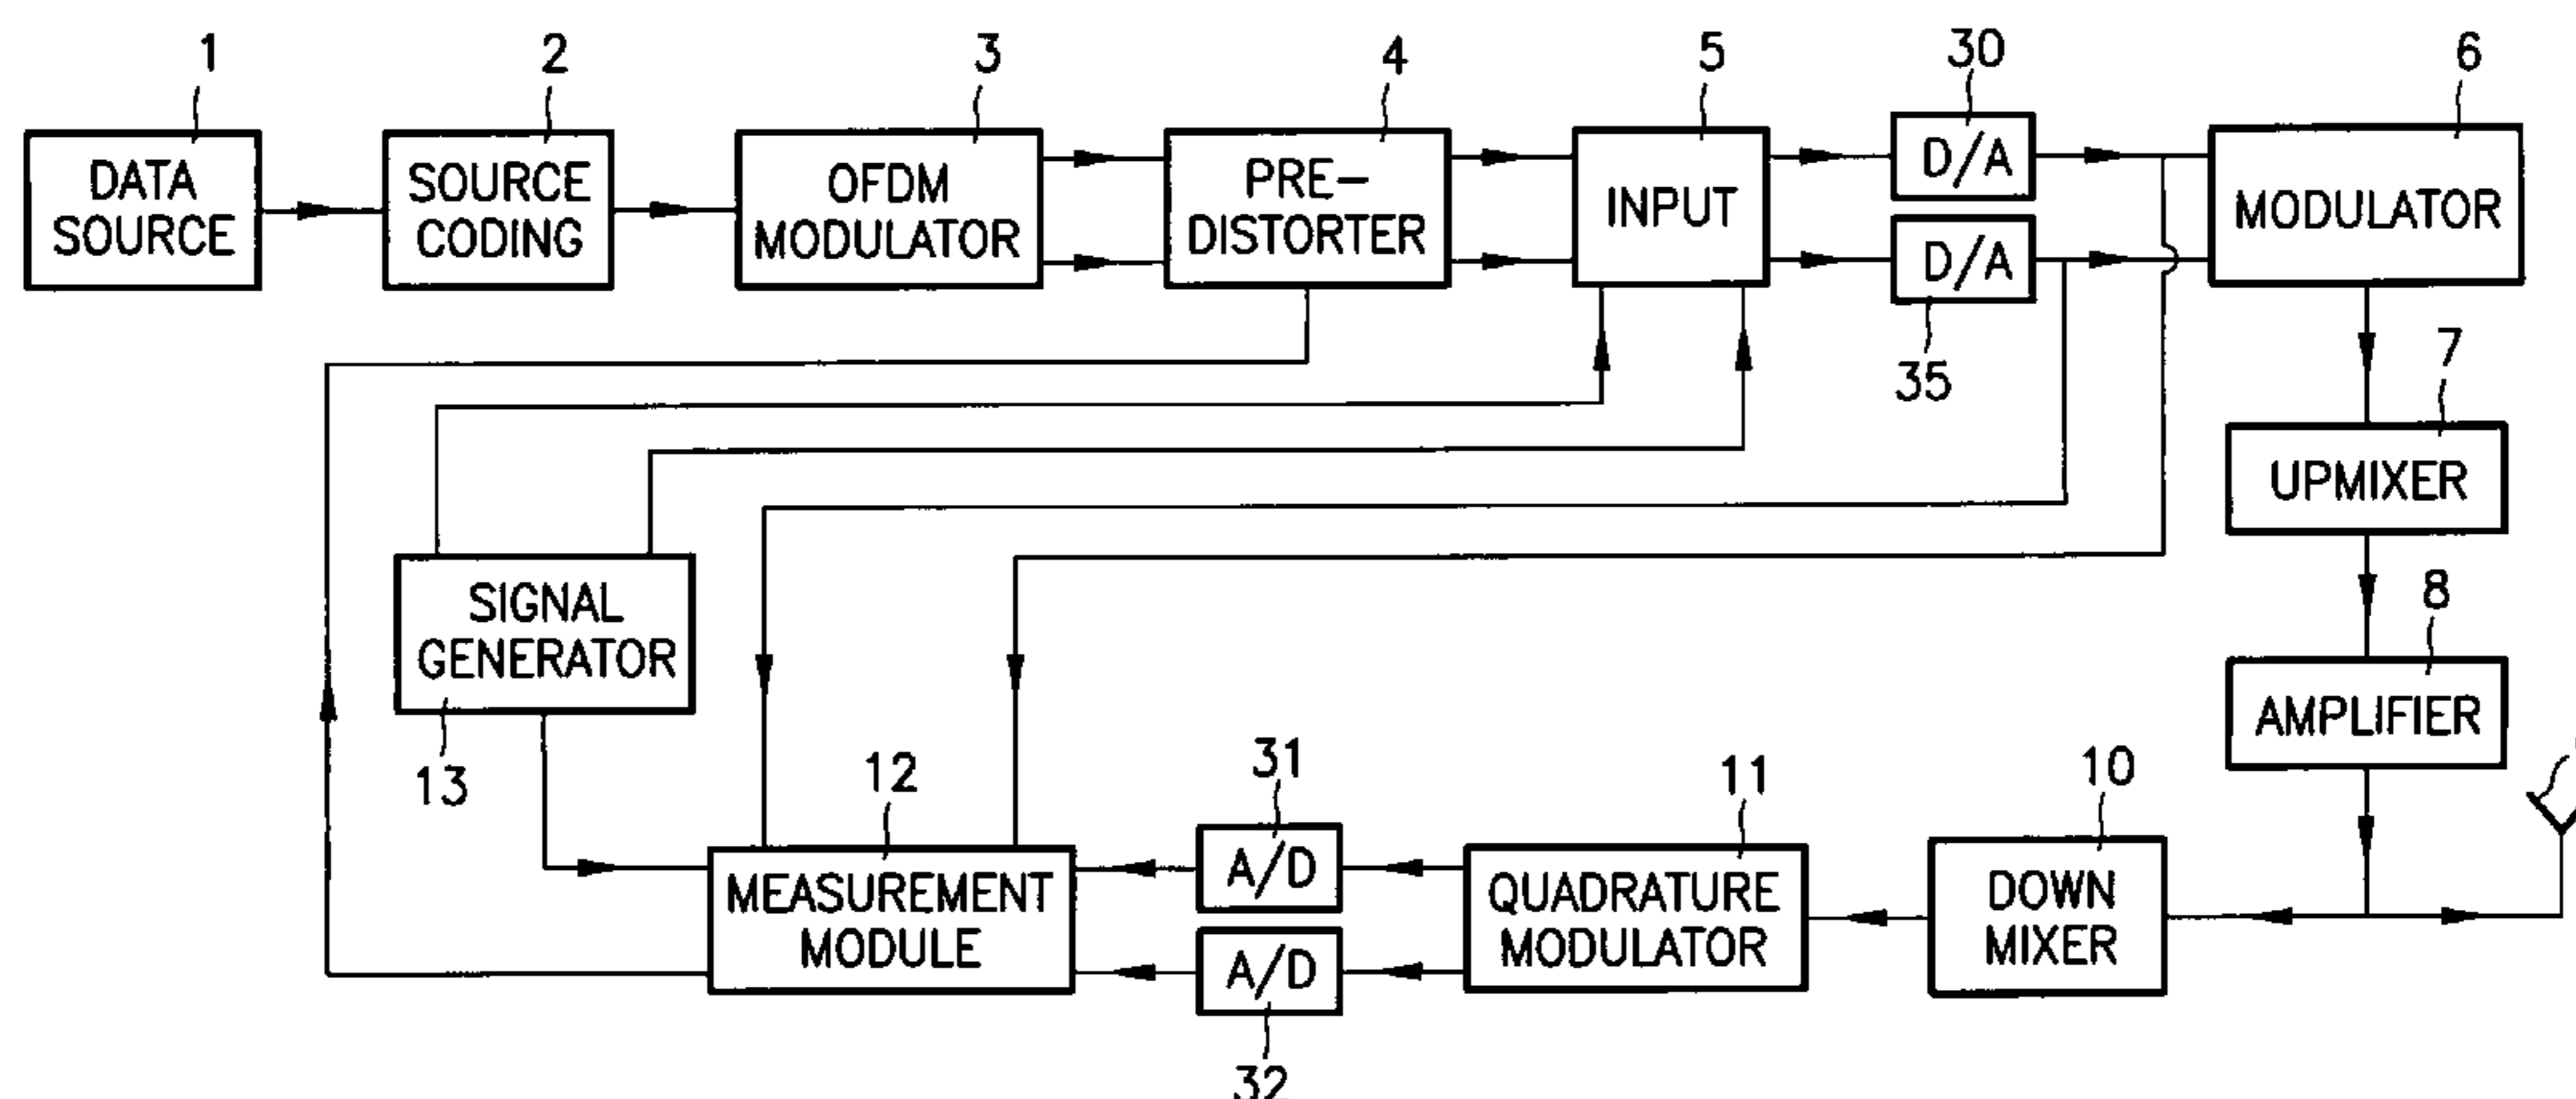 1
2
3
4
5
30
6
DATA
SOURCE
SOURCE
CODING
OFDM
MODULATOR
PRE-
DISTORTER
INPUT
D/A
D/A
35
MODULATOR
7
UPMIXER
8
AMPLIFIER
SIGNAL
GENERATOR
13
12
MEASUREMENT
MODULE
31
A/D
A/D
32
11
QUADRATURE
MODULATOR
10
DOWN
MIXER